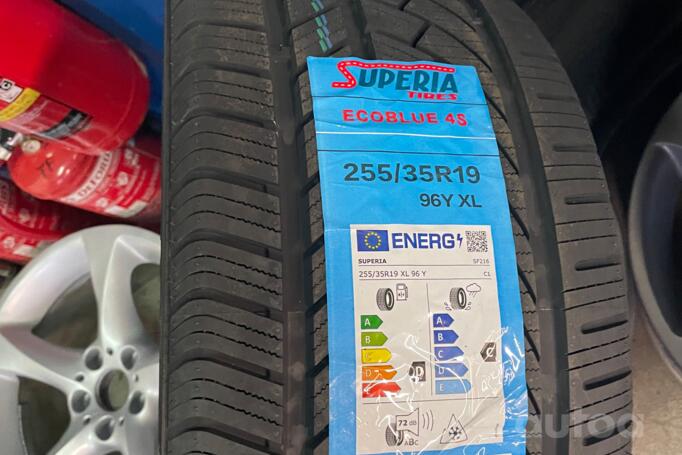 SUPERIA
TIRES
ECOBLUE 4S
255/35R19
96Y XL
ENERG
SUPERIA SF216
255/35R19 XL 96 Y C1
A A
B B
C C C
D D D D
E E
72 dB
ABC
autoa